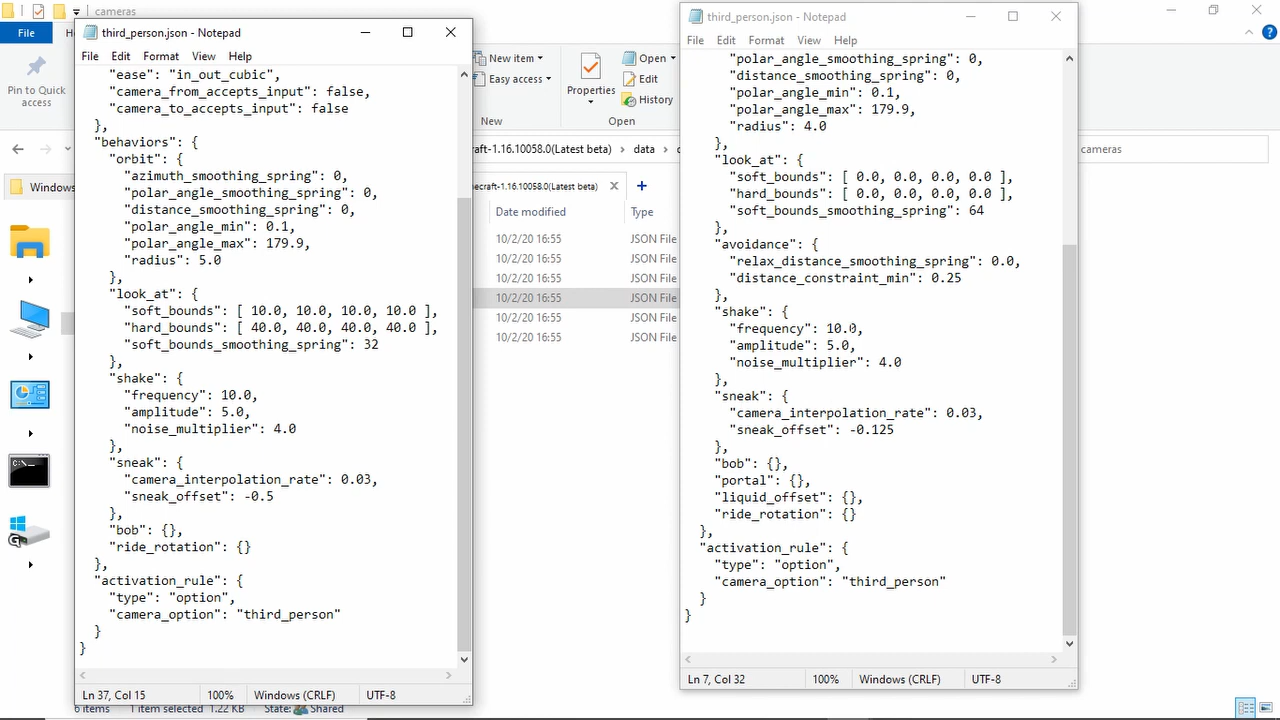 cameras
third_person.json - Notepad
File Edit Format View Help
"ease": "in_out_cubic",
"camera_from_accepts_input": false,
"camera_to_accepts_input": false
},
"behaviors": {
"orbit": {
"azimuth_smoothing_spring": 0,
"polar_angle_smoothing_spring": 0,
"distance_smoothing_spring": 0,
"polar_angle_min": 0.1,
"polar_angle_max": 179.9,
"radius": 5.0
},
"look_at": {
"soft_bounds": [ 10.0, 10.0, 10.0, 10.0 ],
"hard_bounds": [ 40.0, 40.0, 40.0, 40.0 ],
"soft_bounds_smoothing_spring": 32
},
"shake": {
"frequency": 10.0,
"amplitude": 5.0,
"noise_multiplier": 4.0
},
"sneak": {
"camera_interpolation_rate": 0.03,
"sneak_offset": -0.5
},
"bob": {},
"ride_rotation": {}
},
"activation_rule": {
"type": "option",
"camera_option": "third_person"
}
}
Ln 37, Col 15 100% Windows (CRLF) UTF-8
third_person.json - Notepad
File Edit Format View Help
"polar_angle_smoothing_spring": 0,
"distance_smoothing_spring": 0,
"polar_angle_min": 0.1,
"polar_angle_max": 179.9,
"radius": 4.0
},
"look_at": {
"soft_bounds": [ 0.0, 0.0, 0.0, 0.0 ],
"hard_bounds": [ 0.0, 0.0, 0.0, 0.0 ],
"soft_bounds_smoothing_spring": 64
},
"avoidance": {
"relax_distance_smoothing_spring": 0.0,
"distance_constraint_min": 0.25
},
"shake": {
"frequency": 10.0,
"amplitude": 5.0,
"noise_multiplier": 4.0
},
"sneak": {
"camera_interpolation_rate": 0.03,
"sneak_offset": -0.125
},
"bob": {},
"portal": {},
"liquid_offset": {},
"ride_rotation": {}
},
"activation_rule": {
"type": "option",
"camera_option": "third_person"
}
}
Ln 7, Col 32 100% Windows (CRLF) UTF-8
File
Pin to Quick
access
New item
Easy access
New
Properties
Open
Edit
History
Open
craft-1.16.10058.0(Latest beta) > data >
cameras
Windows
necraft-1.16.10058.0(Latest beta)
Date modified Type
10/2/20 16:55 JSON File
10/2/20 16:55 JSON File
10/2/20 16:55 JSON File
10/2/20 16:55 JSON File
10/2/20 16:55 JSON File
10/2/20 16:55 JSON File
6 items 1 item selected 1.22 KB State: Shared